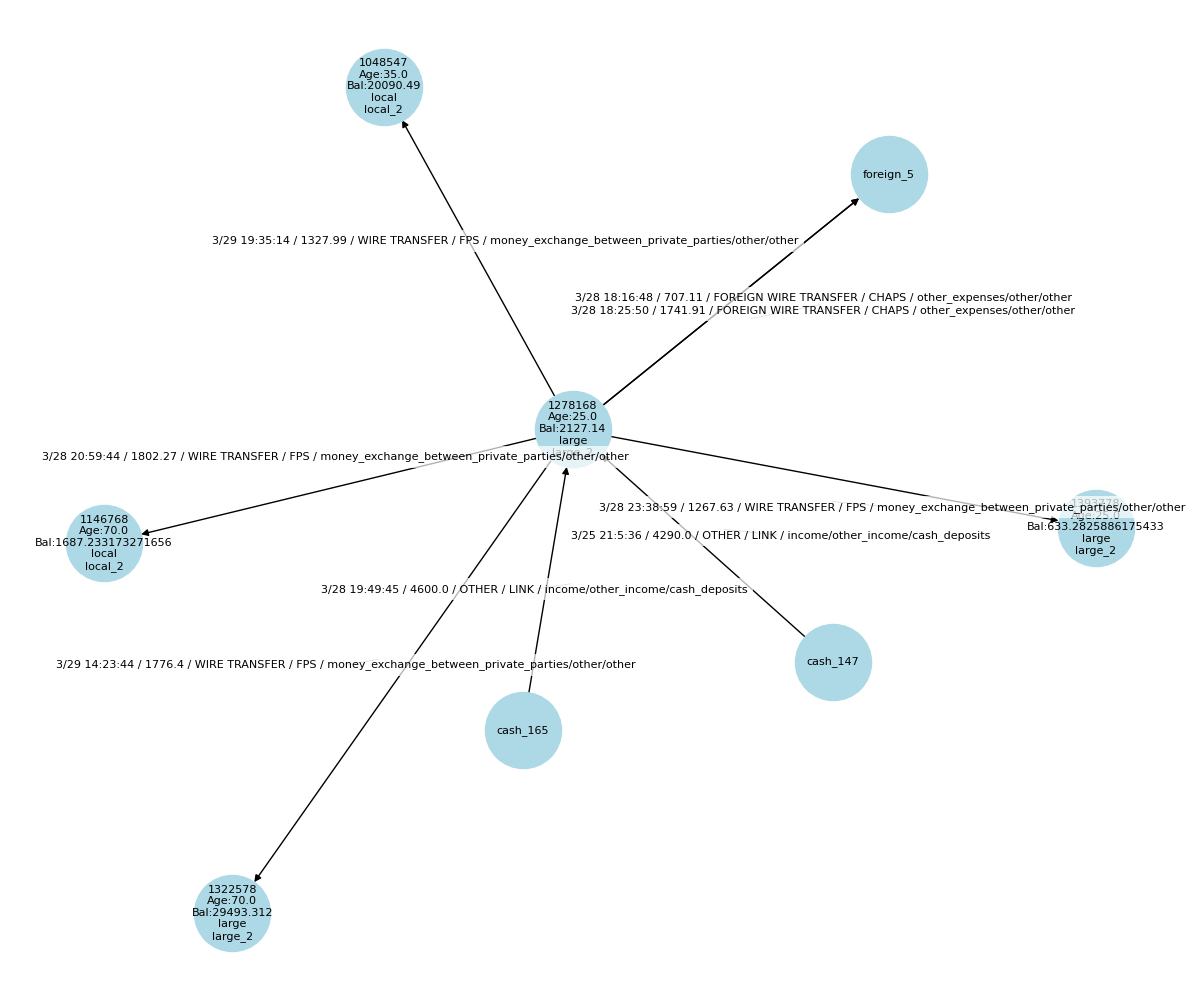 1048547
Age:35.0
Bal:20090.49
local
local_2
foreign_5
3/29 19:35:14 / 1327.99 / WIRE TRANSFER / FPS / money_exchange_between_private_parties/other/other
3/28 18:16:48 / 707.11 / FOREIGN WIRE TRANSFER / CHAPS / other_expenses/other/other
3/28 18:25:50 / 1741.91 / FOREIGN WIRE TRANSFER / CHAPS / other_expenses/other/other
1278168
Age:25.0
Bal:2127.14
large
large_2
3/28 20:59:44 / 1802.27 / WIRE TRANSFER / FPS / money_exchange_between_private_parties/other/other
3/28 23:38:59 / 1267.63 / WIRE TRANSFER / FPS / money_exchange_between_private_parties/other/other
1393778
Age:25.0
Bal:633.2825886175433
large
large_2
1146768
Age:70.0
Bal:1687.233173271656
local
local_2
3/25 21:5:36 / 4290.0 / OTHER / LINK / income/other_income/cash_deposits
3/28 19:49:45 / 4600.0 / OTHER / LINK / income/other_income/cash_deposits
3/29 14:23:44 / 1776.4 / WIRE TRANSFER / FPS / money_exchange_between_private_parties/other/other
cash_147
cash_165
1322578
Age:70.0
Bal:29493.312
large
large_2